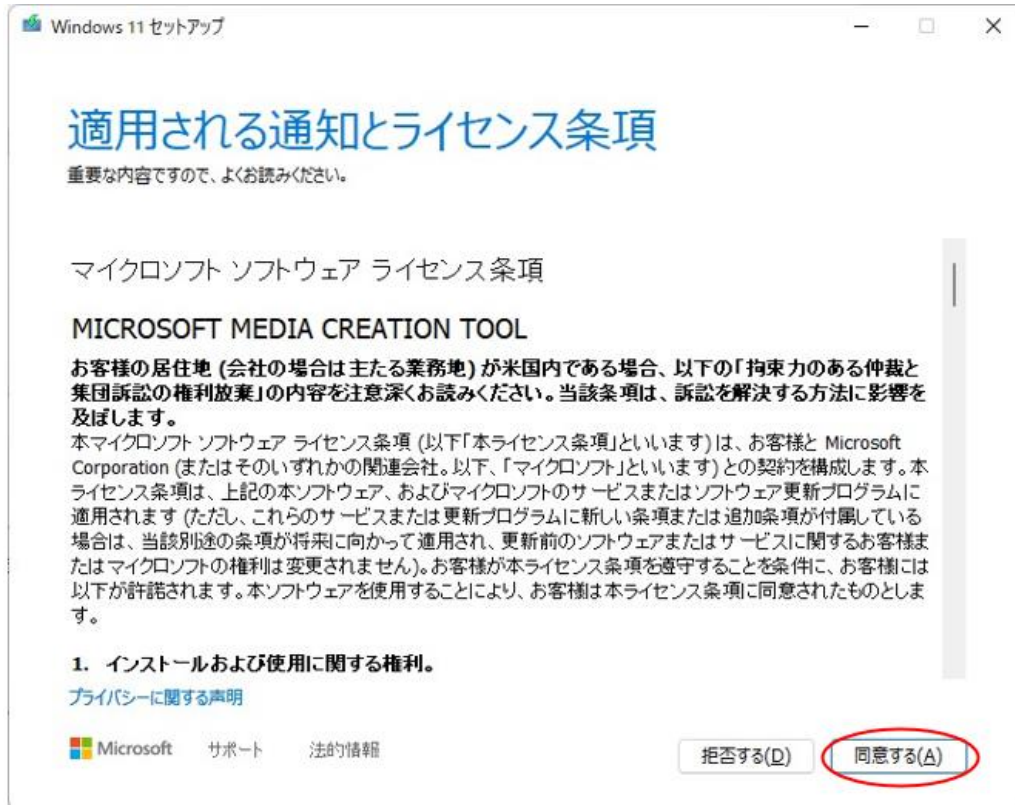 Windows 11 セットアップ
適用される通知とライセンス条項
重要な内容ですので、よくお読みください。
マイクロソフト ソフトウェア ライセンス条項
MICROSOFT MEDIA CREATION TOOL
お客様の居住地 (会社の場合は主たる業務地) が米国内である場合、以下の「拘束力のある仲裁と
集団訴訟の権利放棄」の内容を注意深くお読みください。当該条項は、訴訟を解決する方法に影響を
及ぼします。
本マイクロソフト ソフトウェア ライセンス条項 (以下「本ライセンス条項」といいます) は、お客様と Microsoft
Corporation (またはそのいずれかの関連会社。以下、「マイクロソフト」といいます) との契約を構成します。本
ライセンス条項は、上記の本ソフトウェア、およびマイクロソフトのサービスまたはソフトウェア更新プログラムに
適用されます (ただし、これらのサービスまたは更新プログラムに新しい条項または追加条項が付属している
場合は、当該別途の条項が将来に向かって適用され、更新前のソフトウェアまたはサービスに関するお客様ま
たはマイクロソフトの権利は変更されません)。お客様が本ライセンス条項を遵守することを条件に、お客様には
以下が許諾されます。本ソフトウェアを使用することにより、お客様は本ライセンス条項に同意されたものとしま
す。
1. インストールおよび使用に関する権利。
プライバシーに関する声明
Microsoft サポート 法的情報 拒否する(D) 同意する(A)